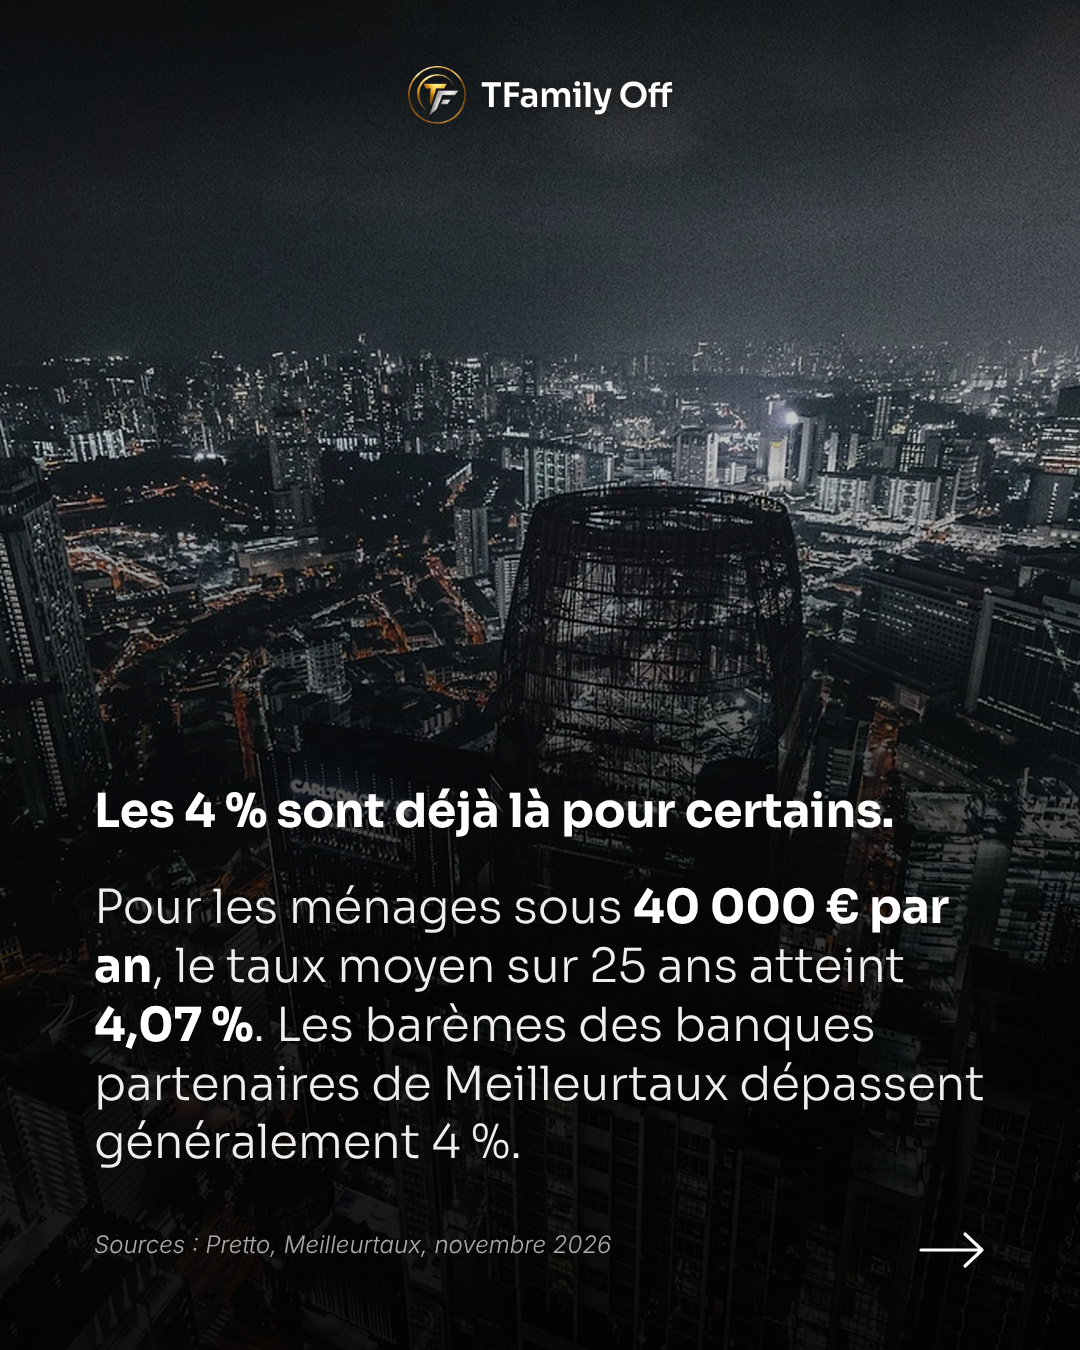 TFamily Off
Les 4 % sont déjà là pour certains.
Pour les ménages sous 40 000 € par
an, le taux moyen sur 25 ans atteint
4,07 %. Les barèmes des banques
partenaires de Meilleurtaux dépassent
généralement 4 %.
Sources : Pretto, Meilleurtaux, novembre 2026